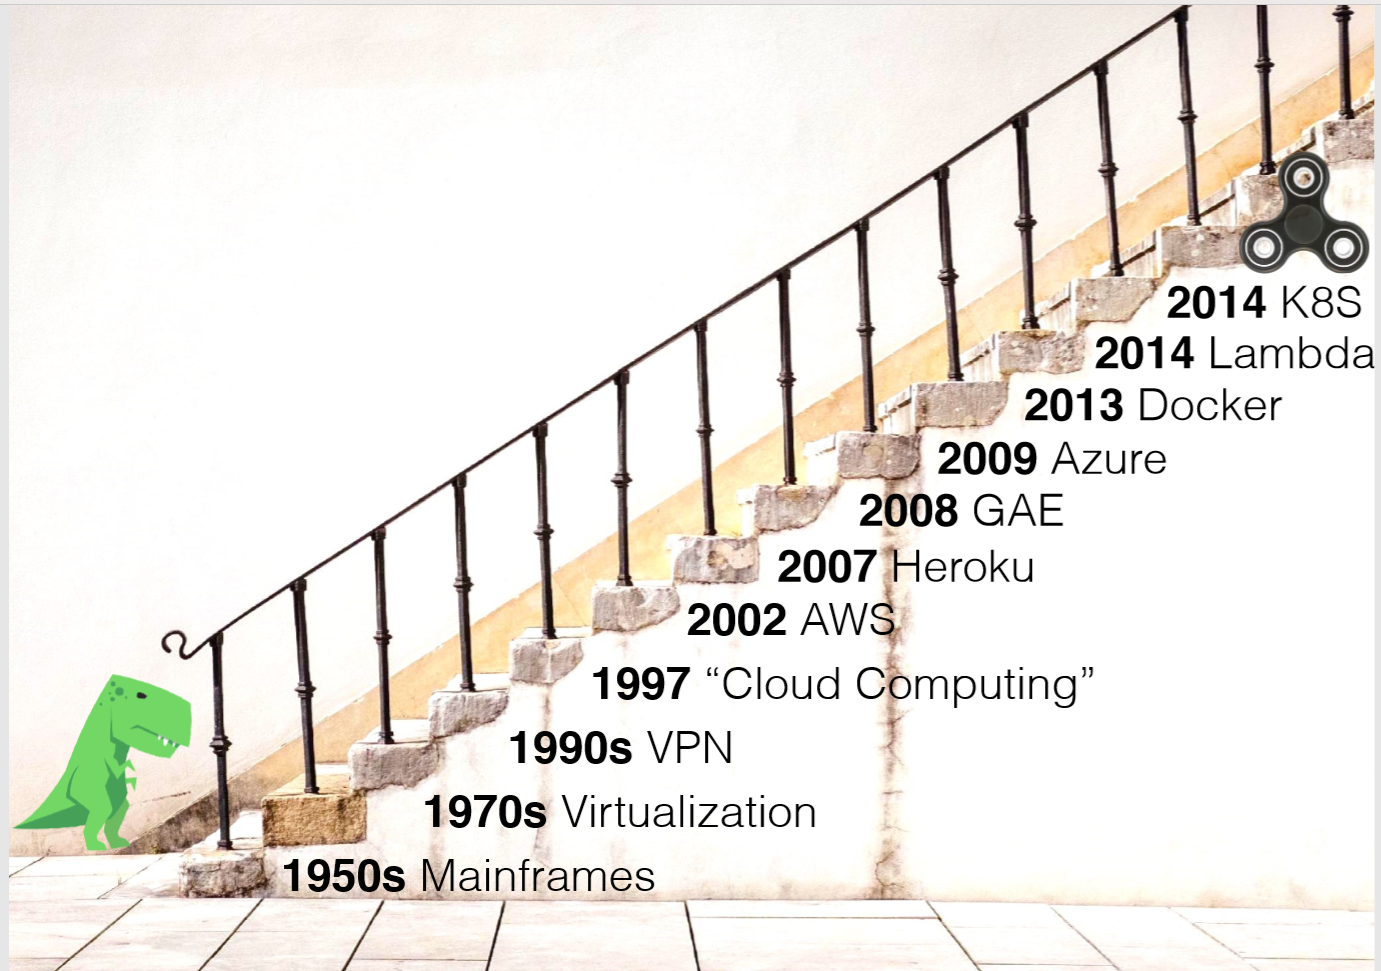 2014 K8S
2014 Lambda
2013 Docker
2009 Azure
2008 GAE
2007 Heroku
2002 AWS
1997 “Cloud Computing”
1990s VPN
1970s Virtualization
1950s Mainframes